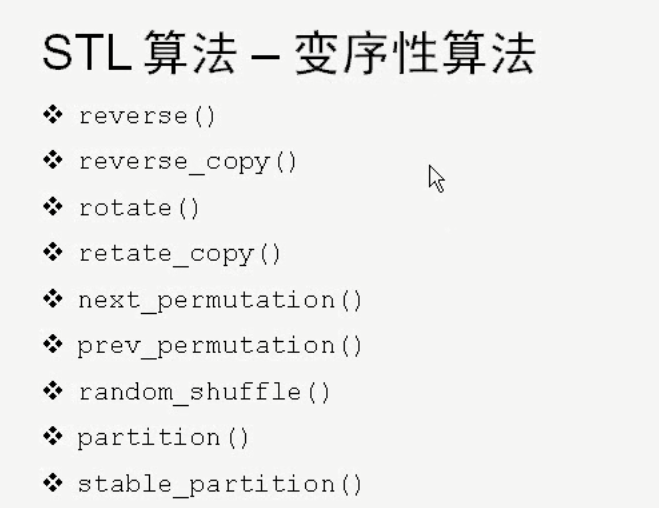 STL 算法 – 变序性算法
❖ reverse()
❖ reverse_copy()
❖ rotate()
❖ retate_copy()
❖ next_permutation()
❖ prev_permutation()
❖ random_shuffle()
❖ partition()
❖ stable_partition()